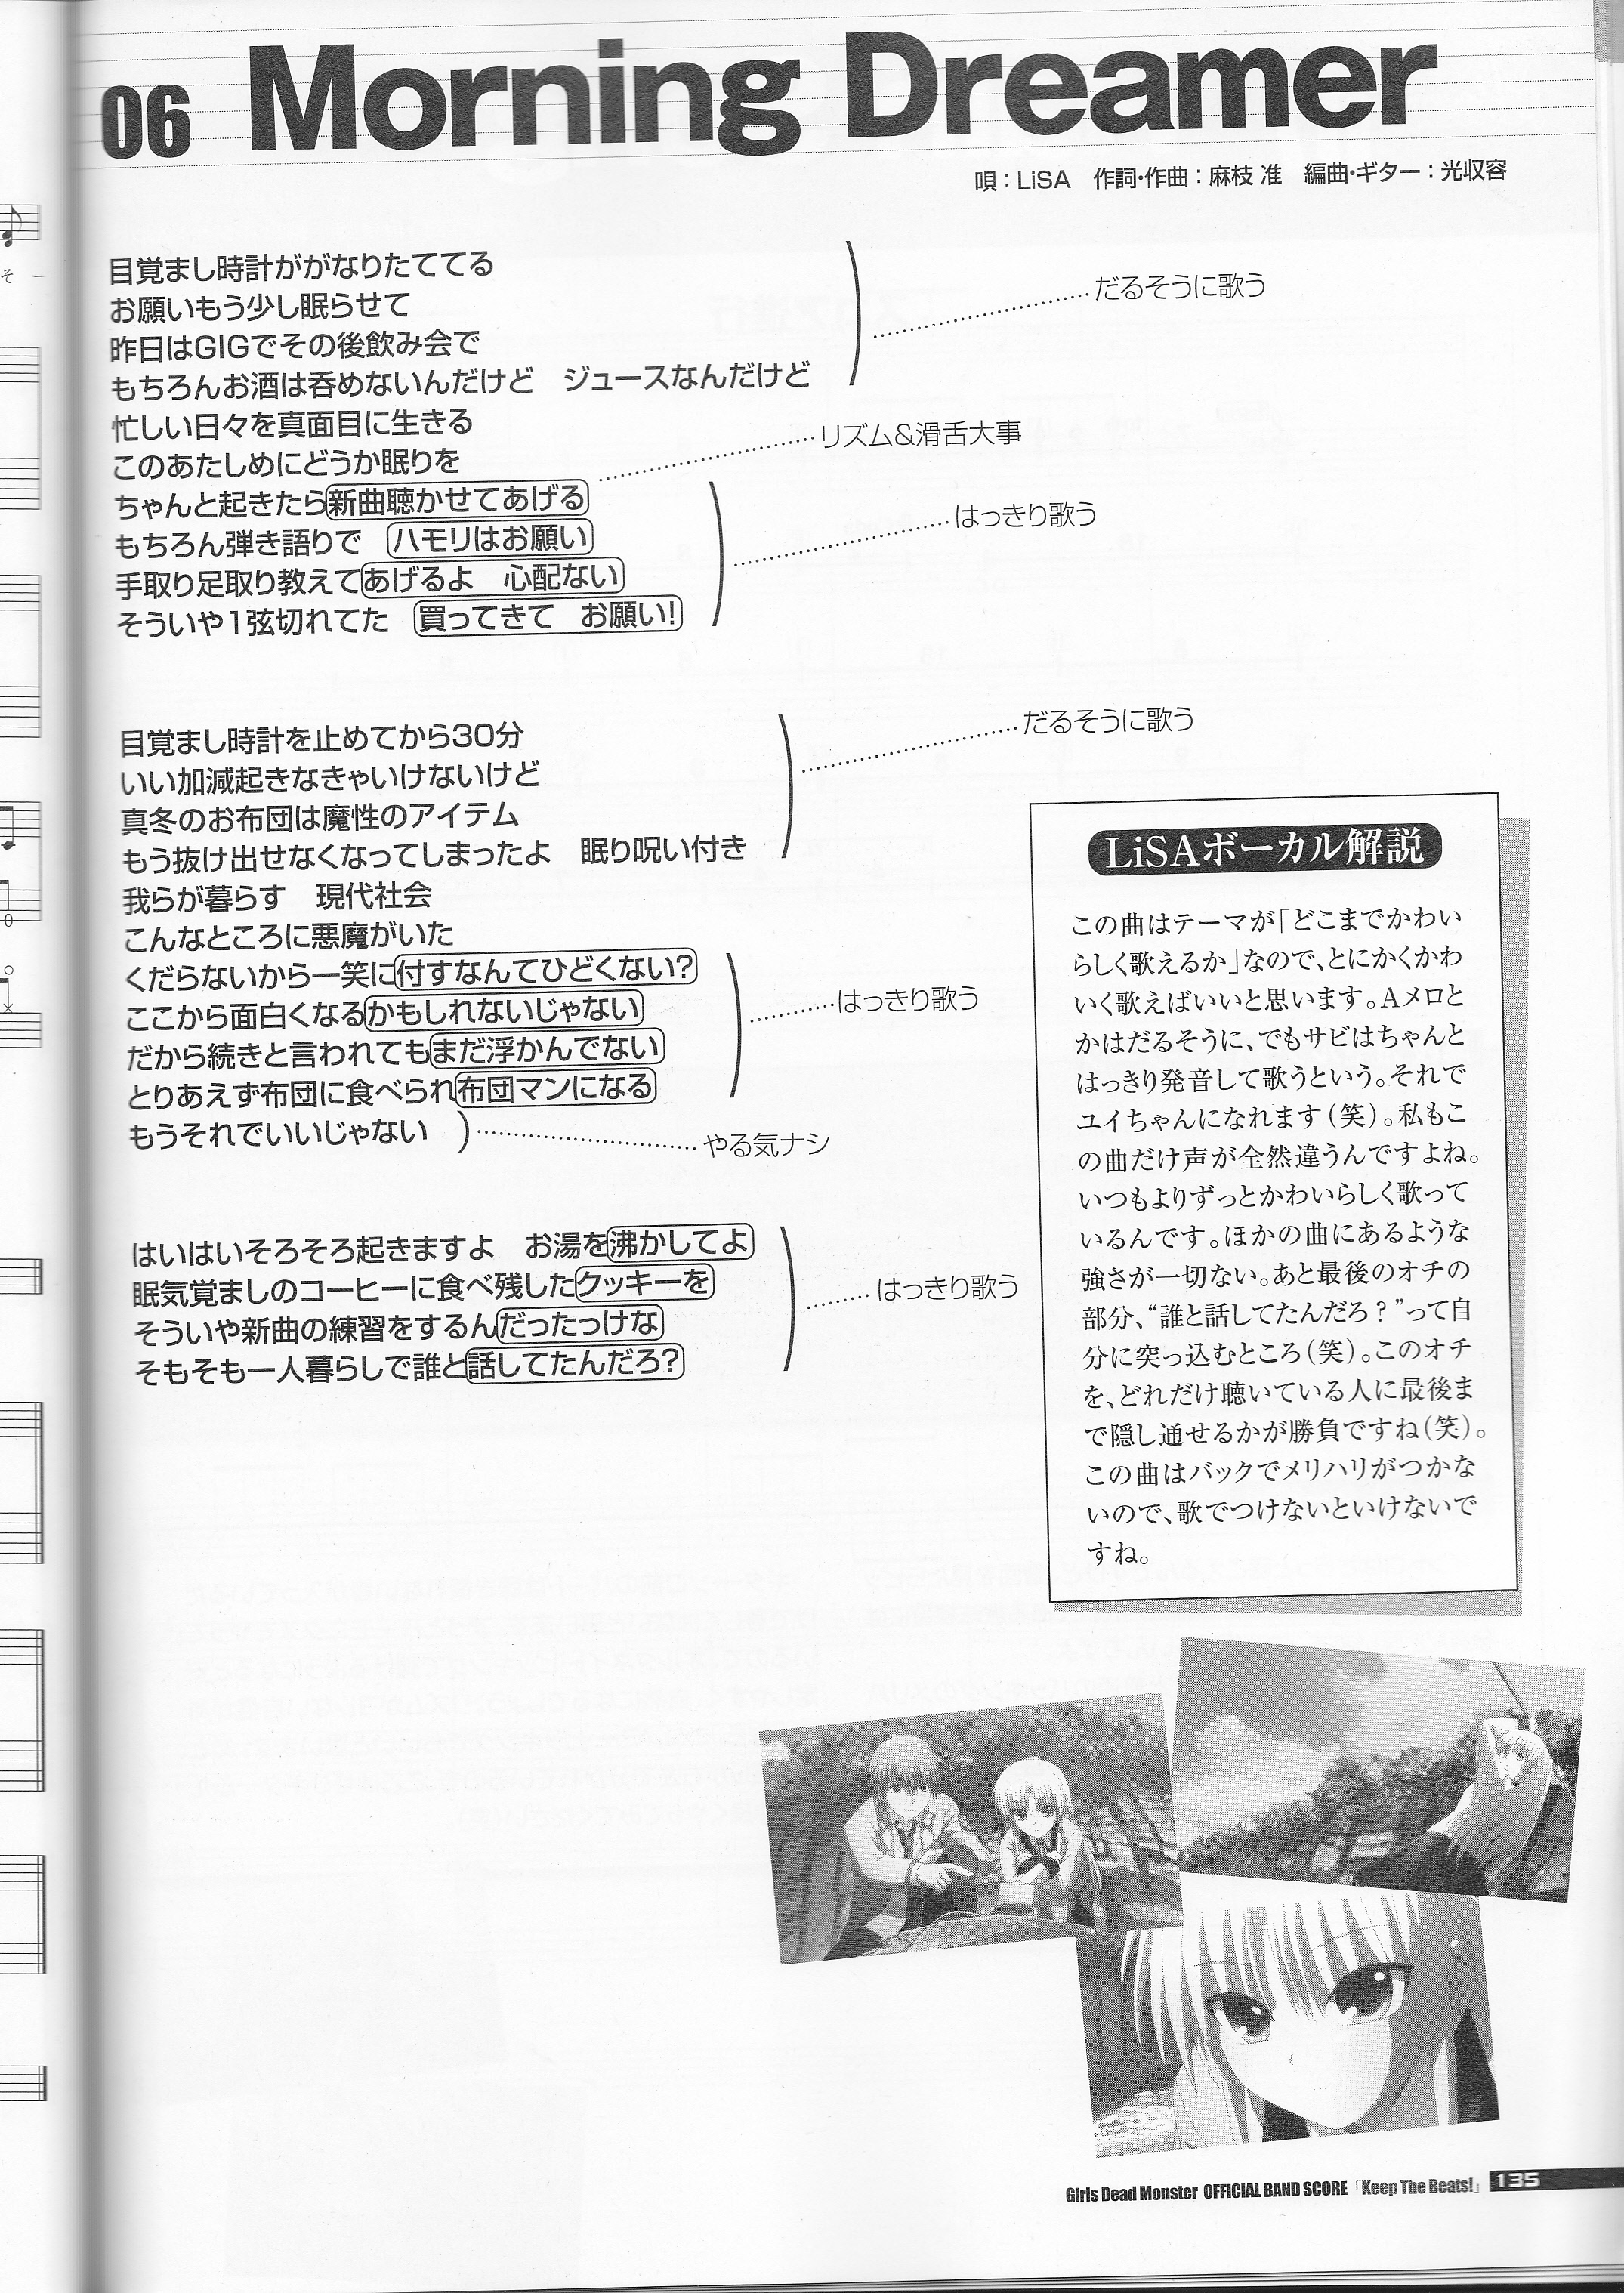 06 Morning Dreamer
唄：LiSA　作詞・作曲：麻枝 准　編曲・ギター：光収容
目覚まし時計ががなりたててる
お願いもう少し眠らせて
昨日はGIGでその後飲み会で
もちろんお酒は呑めないんだけど　ジュースなんだけど
だるそうに歌う
忙しい日々を真面目に生きる
このあたしめにどうか眠りを
ちゃんと起きたら新曲聴かせてあげる
リズム＆滑舌大事
もちろん弾き語りで　ハモリはお願い
手取り足取り教えてあげるよ　心配ない
そういや1弦切れてた　買ってきて　お願い!
はっきり歌う
目覚まし時計を止めてから30分
いい加減起きなきゃいけないけど
真冬のお布団は魔性のアイテム
もう抜け出せなくなってしまったよ　眠り呪い付き
だるそうに歌う
我らが暮らす　現代社会
こんなところに悪魔がいた
くだらないから一笑に付すなんてひどくない?
ここから面白くなるかもしれないじゃない
だから続きと言われてもまだ浮かんでない
とりあえず布団に食べられ布団マンになる
はっきり歌う
もうそれでいいじゃない
やる気ナシ
はいはいそろそろ起きますよ　お湯を沸かしてよ
眠気覚ましのコーヒーに食べ残したクッキーを
そういや新曲の練習をするんだったっけな
そもそも一人暮らしで誰と話してたんだろ?
はっきり歌う
LiSAボーカル解説
この曲はテーマが「どこまでかわい
らしく歌えるか」なので、とにかくかわ
いく歌えばいいと思います。Aメロと
かはだるそうに、でもサビはちゃんと
はっきり発音して歌うという。それで
ユイちゃんになれます（笑）。私もこ
の曲だけ声が全然違うんですよね。
いつもよりずっとかわいらしく歌って
いるんです。ほかの曲にあるような
強さが一切ない。あと最後のオチの
部分、“誰と話してたんだろ？”って自
分に突っ込むところ（笑）。このオチ
を、どれだけ聴いている人に最後ま
で隠し通せるかが勝負ですね（笑）。
この曲はバックでメリハリがつかな
いので、歌でつけないといけないで
すね。
Girls Dead Monster OFFICIAL BAND SCORE「Keep The Beats!」 135
そ ー